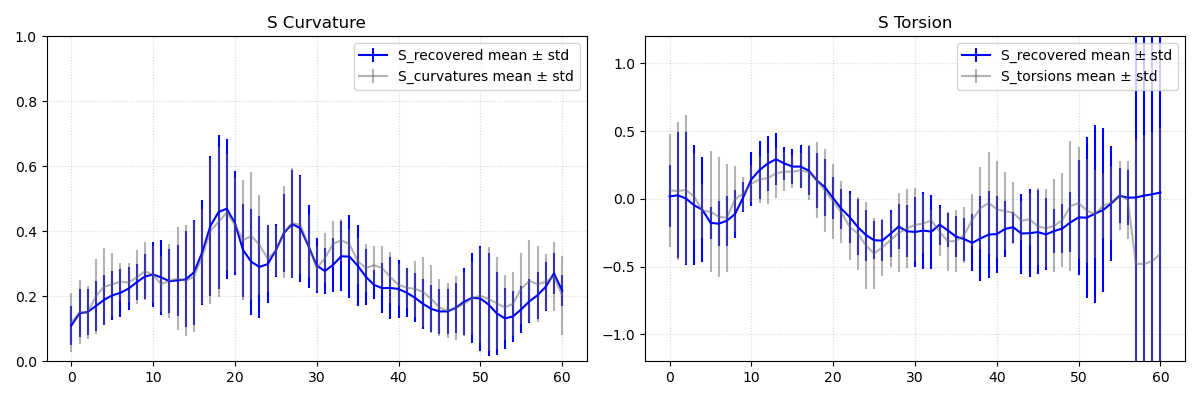 S Curvature
S_recovered mean ± std
S_curvatures mean ± std
1.0
0.8
0.6
0.4
0.2
0.0
0 10 20 30 40 50 60
S Torsion
S_recovered mean ± std
S_torsions mean ± std
1.0
0.5
0.0
−0.5
−1.0
0 10 20 30 40 50 60